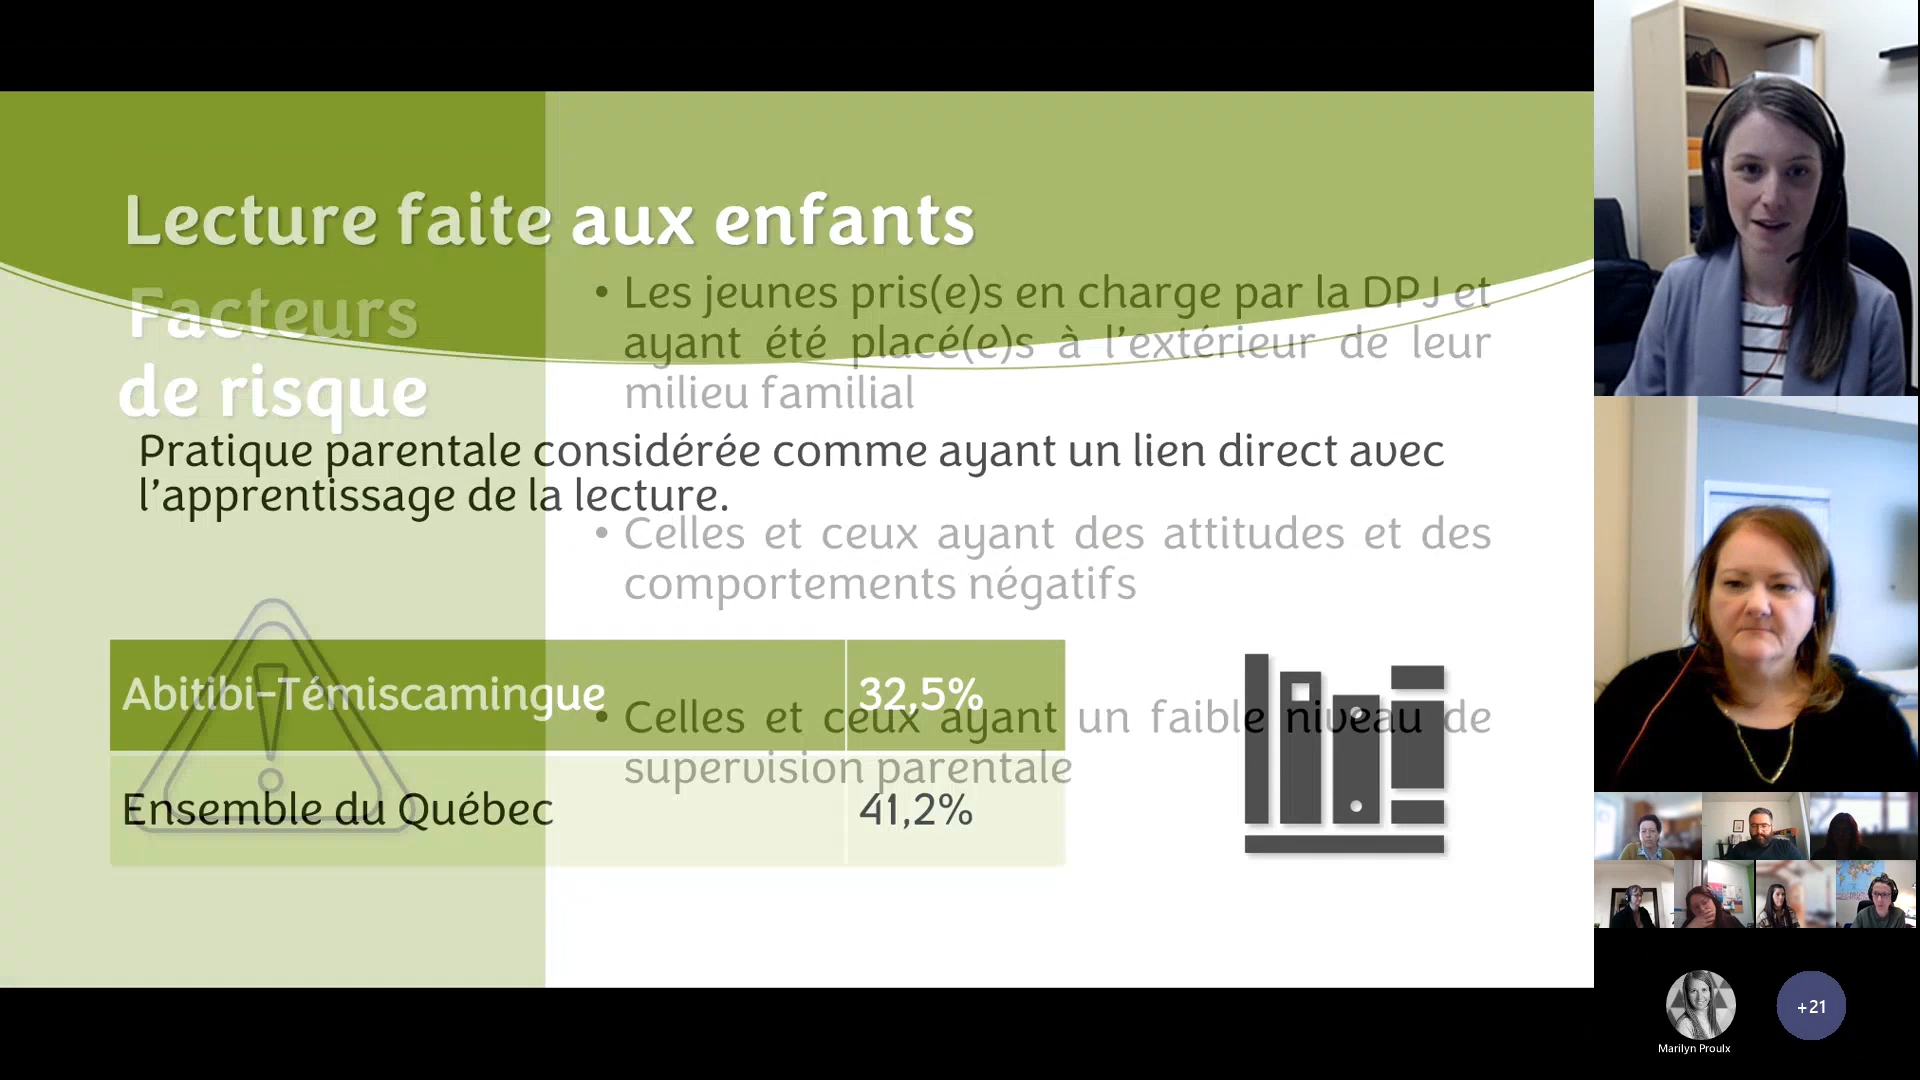 Lecture faite aux enfants
Facteurs
de risque
• Les jeunes pris(e)s en charge par la DPJ et
ayant été placé(e)s à l’extérieur de leur
milieu familial
Pratique parentale considérée comme ayant un lien direct avec
l’apprentissage de la lecture.
• Celles et ceux ayant des attitudes et des
comportements négatifs
Abitibi-Témiscamingue 32,5%
• Celles et ceux ayant un faible niveau de
supervision parentale
Ensemble du Québec 41,2%
+21
Marilyn Proulx